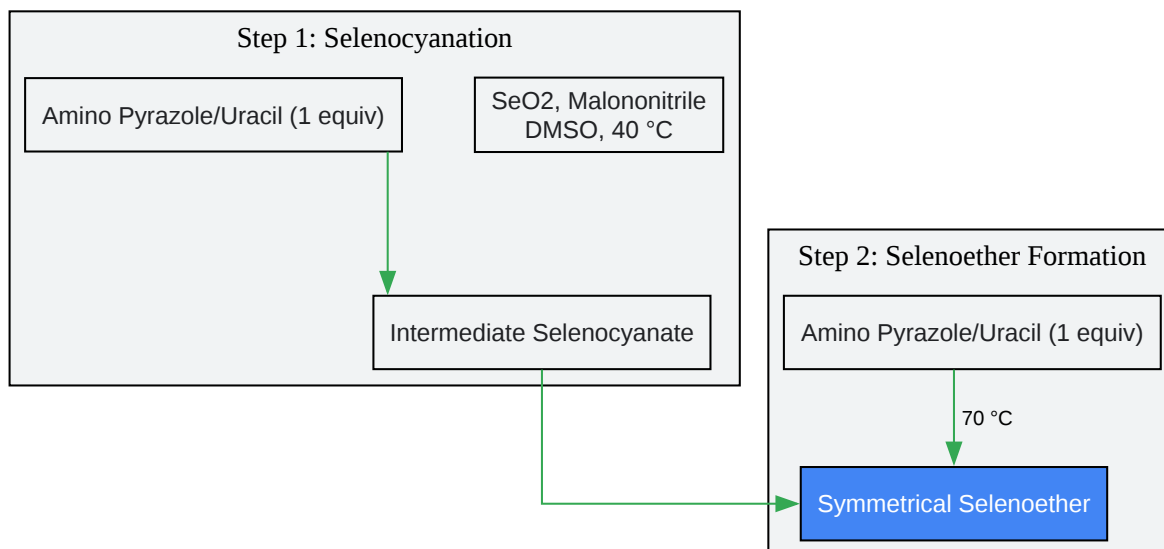 Step 1: Selenocyanation
Amino Pyrazole/Uracil (1 equiv)
SeO2, Malononitrile
DMSO, 40 °C
Intermediate Selenocyanate
Step 2: Selenoether Formation
Amino Pyrazole/Uracil (1 equiv)
70 °C
Symmetrical Selenoether